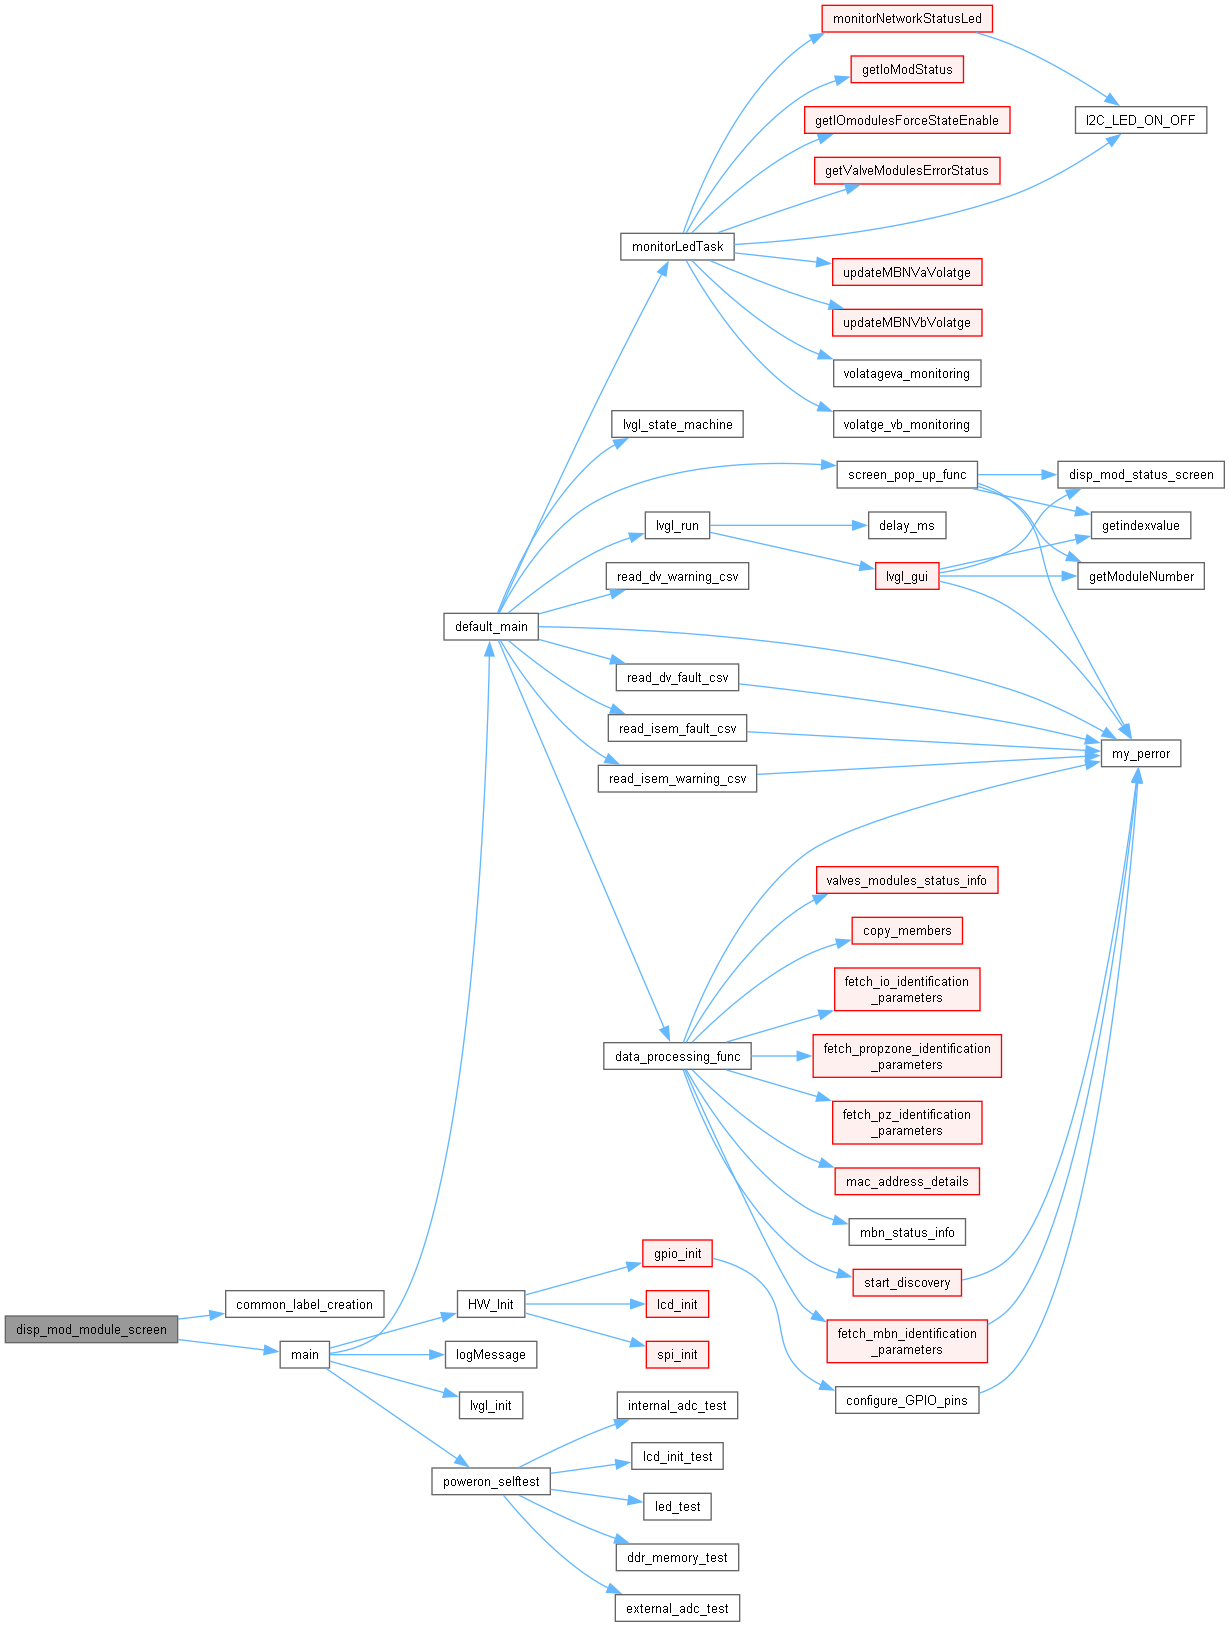 monitorNetworkStatusLed
getIoModStatus
getIOmodulesForceStateEnable
I2C_LED_ON_OFF
getValveModulesErrorStatus
monitorLedTask
updateMBNVaVolatge
updateMBNVbVolatge
volatageva_monitoring
lvgl_state_machine
volatge_vb_monitoring
screen_pop_up_func
disp_mod_status_screen
lvgl_run
delay_ms
getindexvalue
read_dv_warning_csv
lvgl_gui
getModuleNumber
default_main
read_dv_fault_csv
read_isem_fault_csv
my_perror
read_isem_warning_csv
valves_modules_status_info
copy_members
fetch_io_identification
_parameters
data_processing_func
fetch_propzone_identification
_parameters
fetch_pz_identification
_parameters
mac_address_details
mbn_status_info
gpio_init
start_discovery
common_label_creation
HW_Init
lcd_init
disp_mod_module_screen
main
logMessage
spi_init
fetch_mbn_identification
_parameters
lvgl_init
internal_adc_test
configure_GPIO_pins
lcd_init_test
poweron_selftest
led_test
ddr_memory_test
external_adc_test